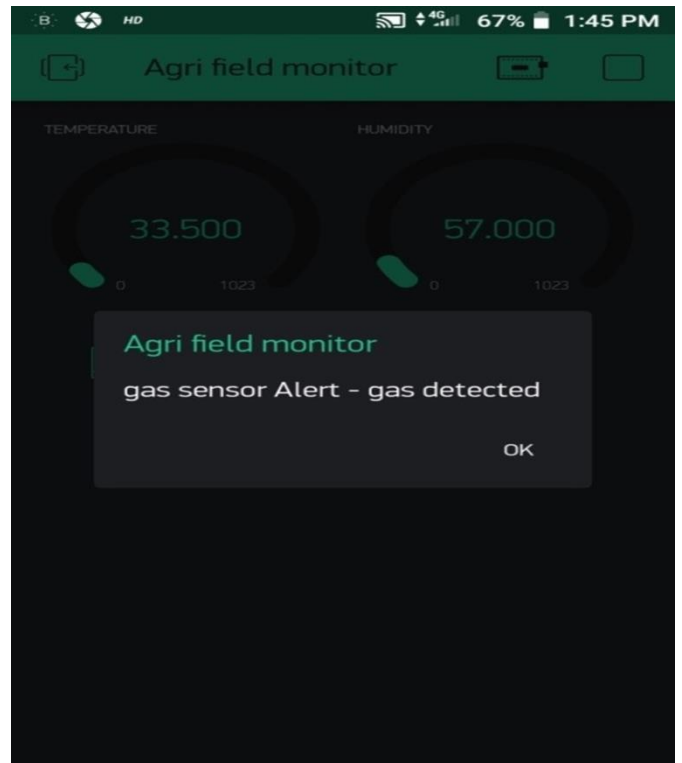 B HD 4G 67% 1:45 PM
Agri field monitor
TEMPERATURE HUMIDITY
33.500 57.000
0 1023 0 1023
Agri field monitor
gas sensor Alert - gas detected
OK